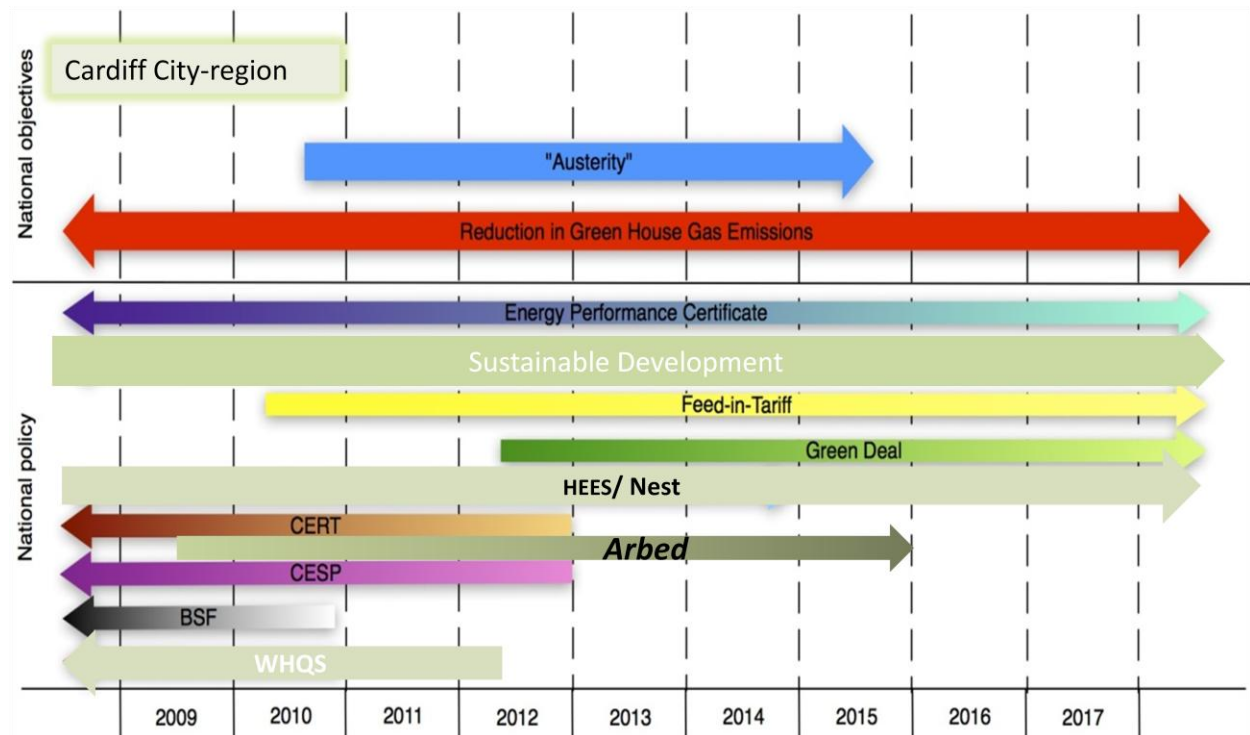 National objectives
Cardiff City-region
"Austerity"
Reduction in Green House Gas Emissions
National policy
Energy Performance Certificate
Sustainable Development
Feed-in-Tariff
Green Deal
HEES/ Nest
CERT
Arbed
CESP
BSF
WHQS
2009 2010 2011 2012 2013 2014 2015 2016 2017